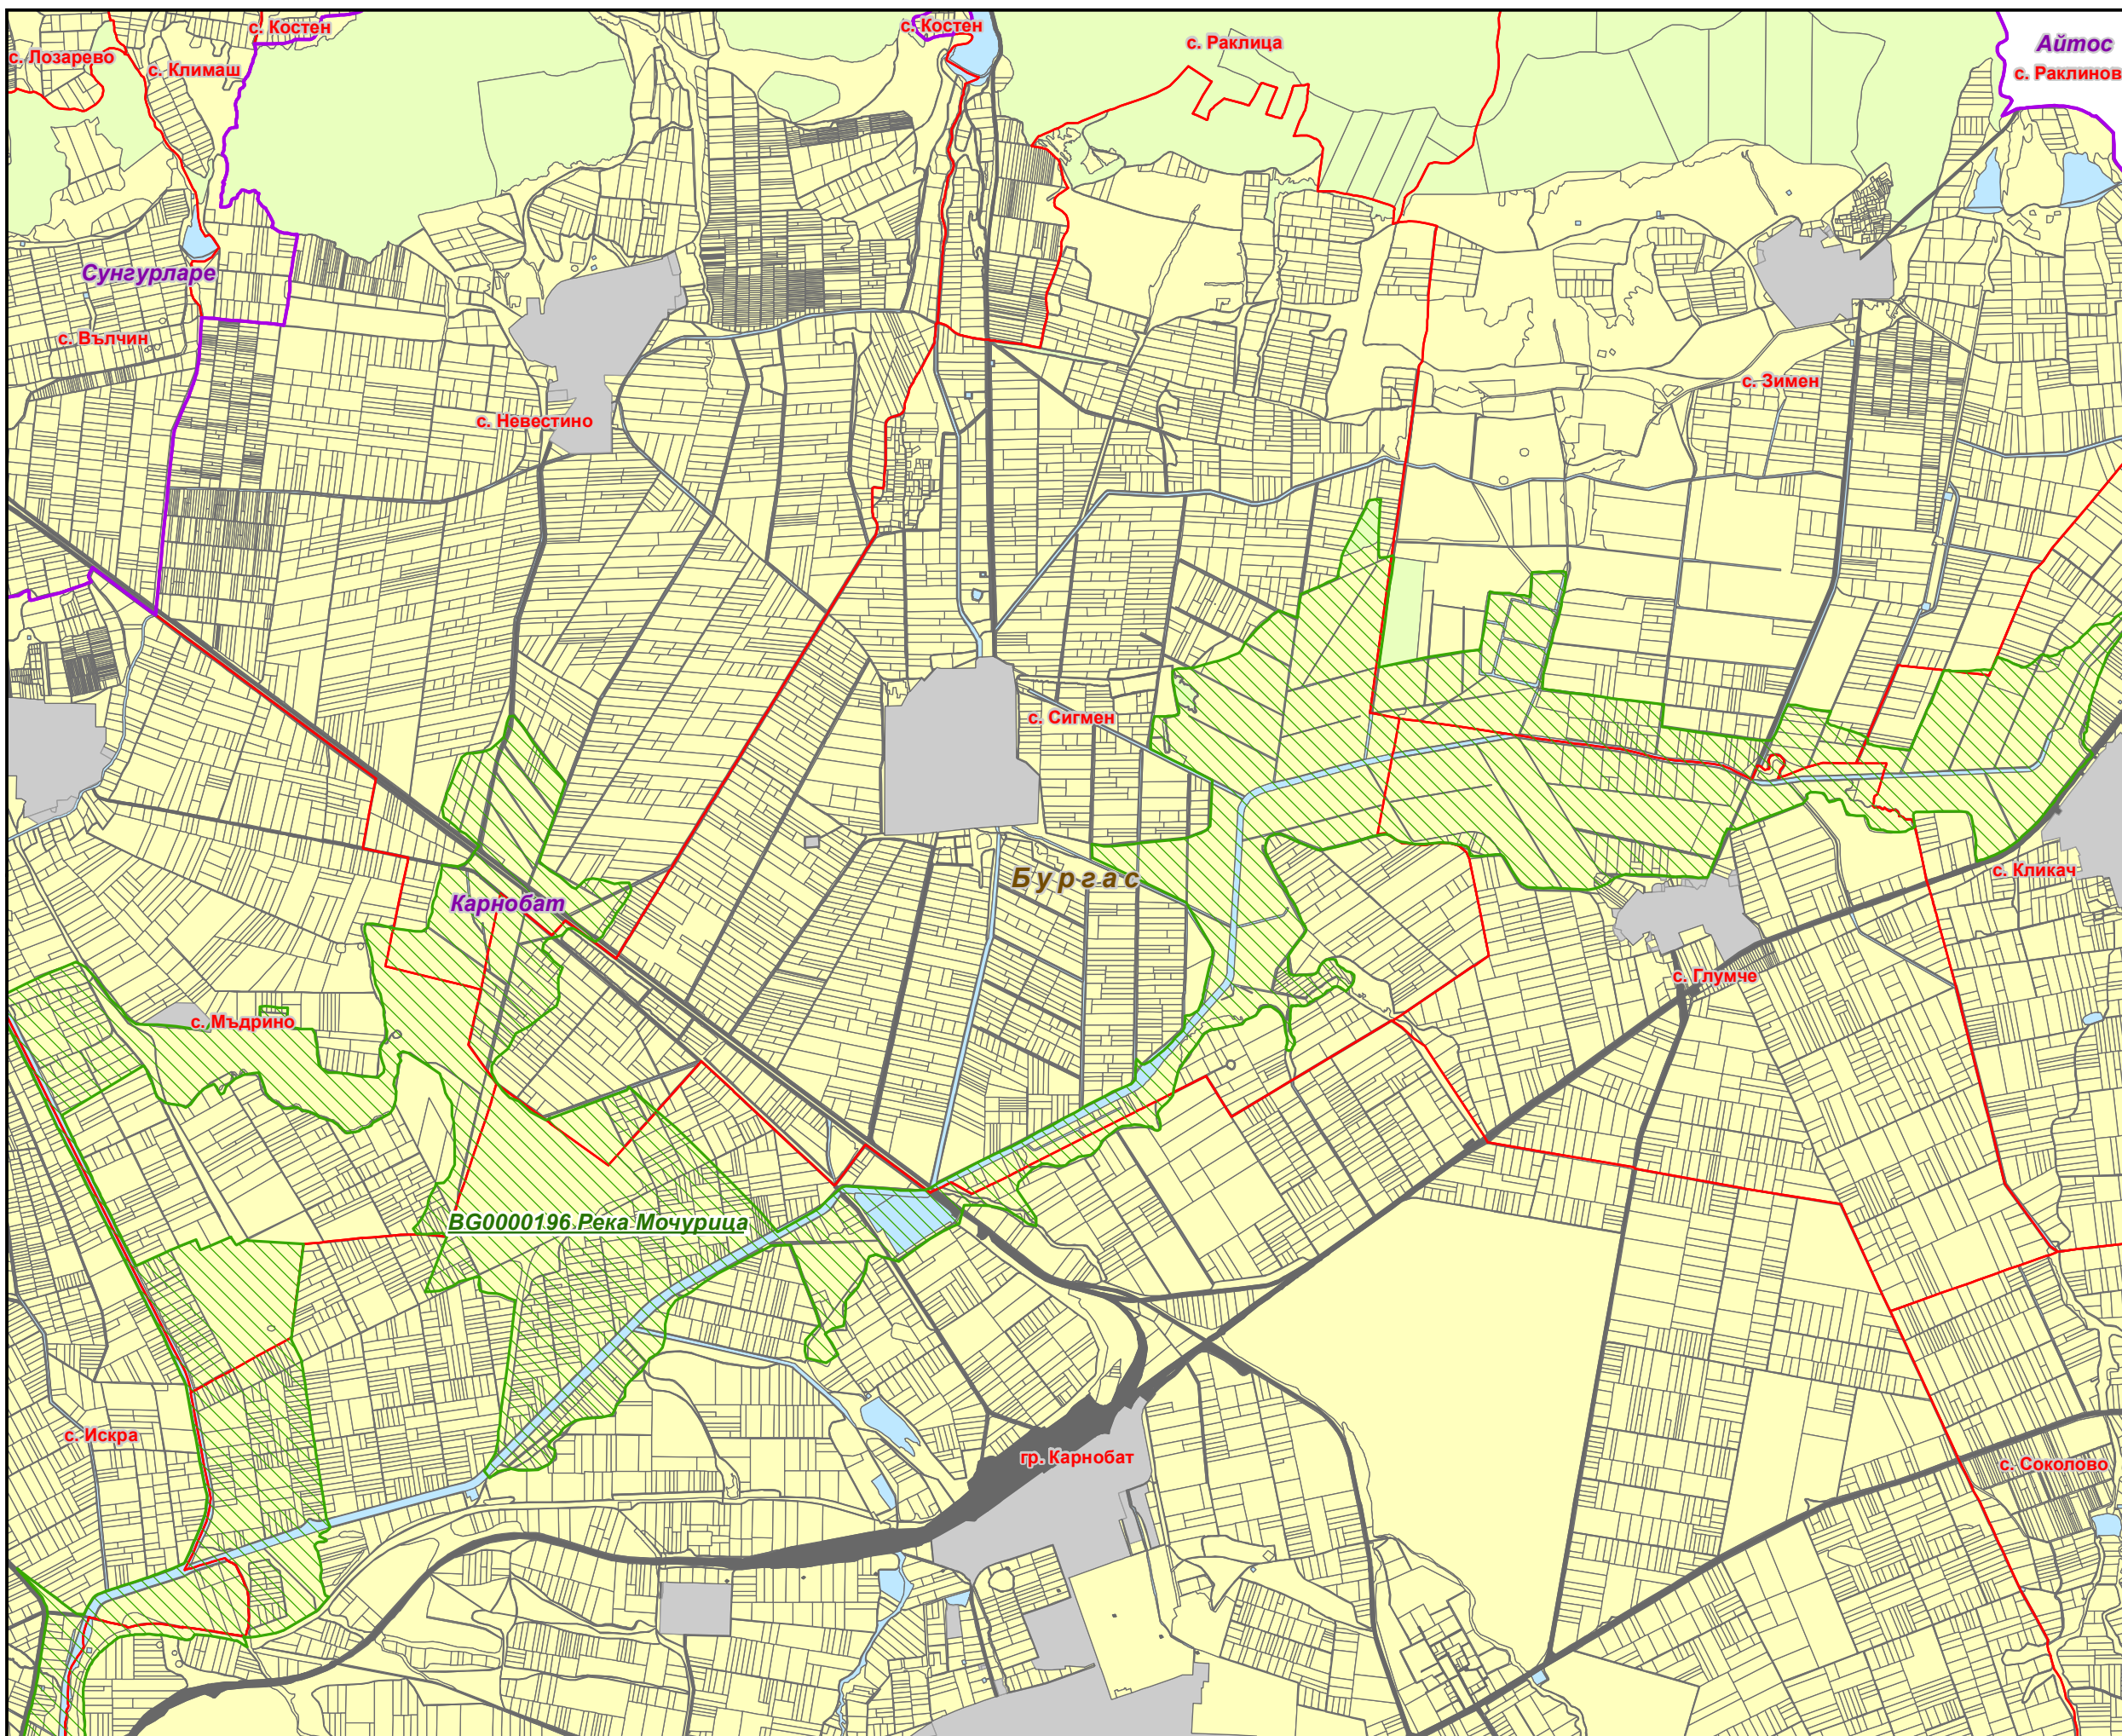 с. Костен
с. Костен
с. Раклица
Айтос
с. Лозарево
с. Климаш
с. Раклинов
Сунгурларе
с. Вълчин
с. Зимен
с. Невестино
с. Сигмен
Бургас
с. Кликач
Карнобат
с. Глумче
с. Мъдрино
BG0000196 Река Мочурица
с. Искра
гр. Карнобат
с. Соколово